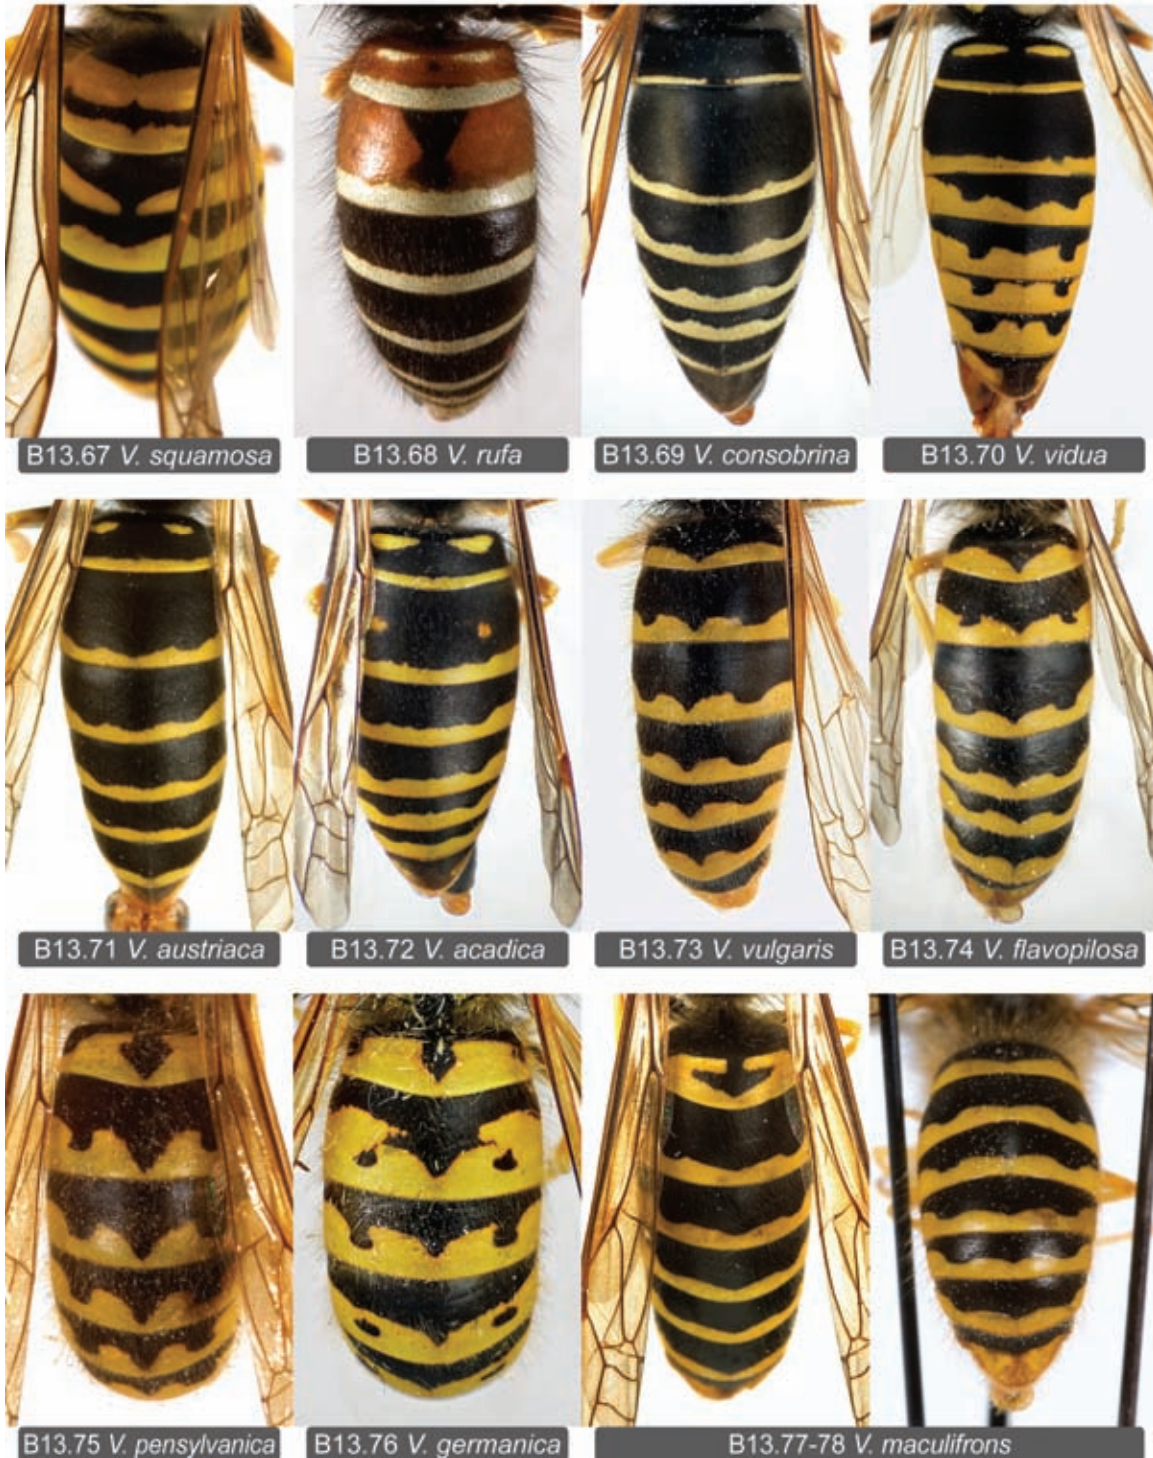 B13.67 V. squamosa
B13.68 V. rufa
B13.69 V. consobrina
B13.70 V. vidua
B13.71 V. austriaca
B13.72 V. acadica
B13.73 V. vulgaris
B13.74 V. flavopilosa
B13.75 V. pensylvanica
B13.76 V. germanica
B13.77-78 V. maculifrons